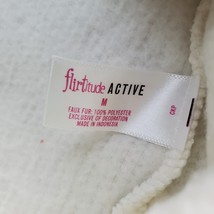 flirtitude ACTIVE
M
FAUX FUR: 100% POLYESTER
EXCLUSIVE OF DECORATION
MADE IN INDONESIA